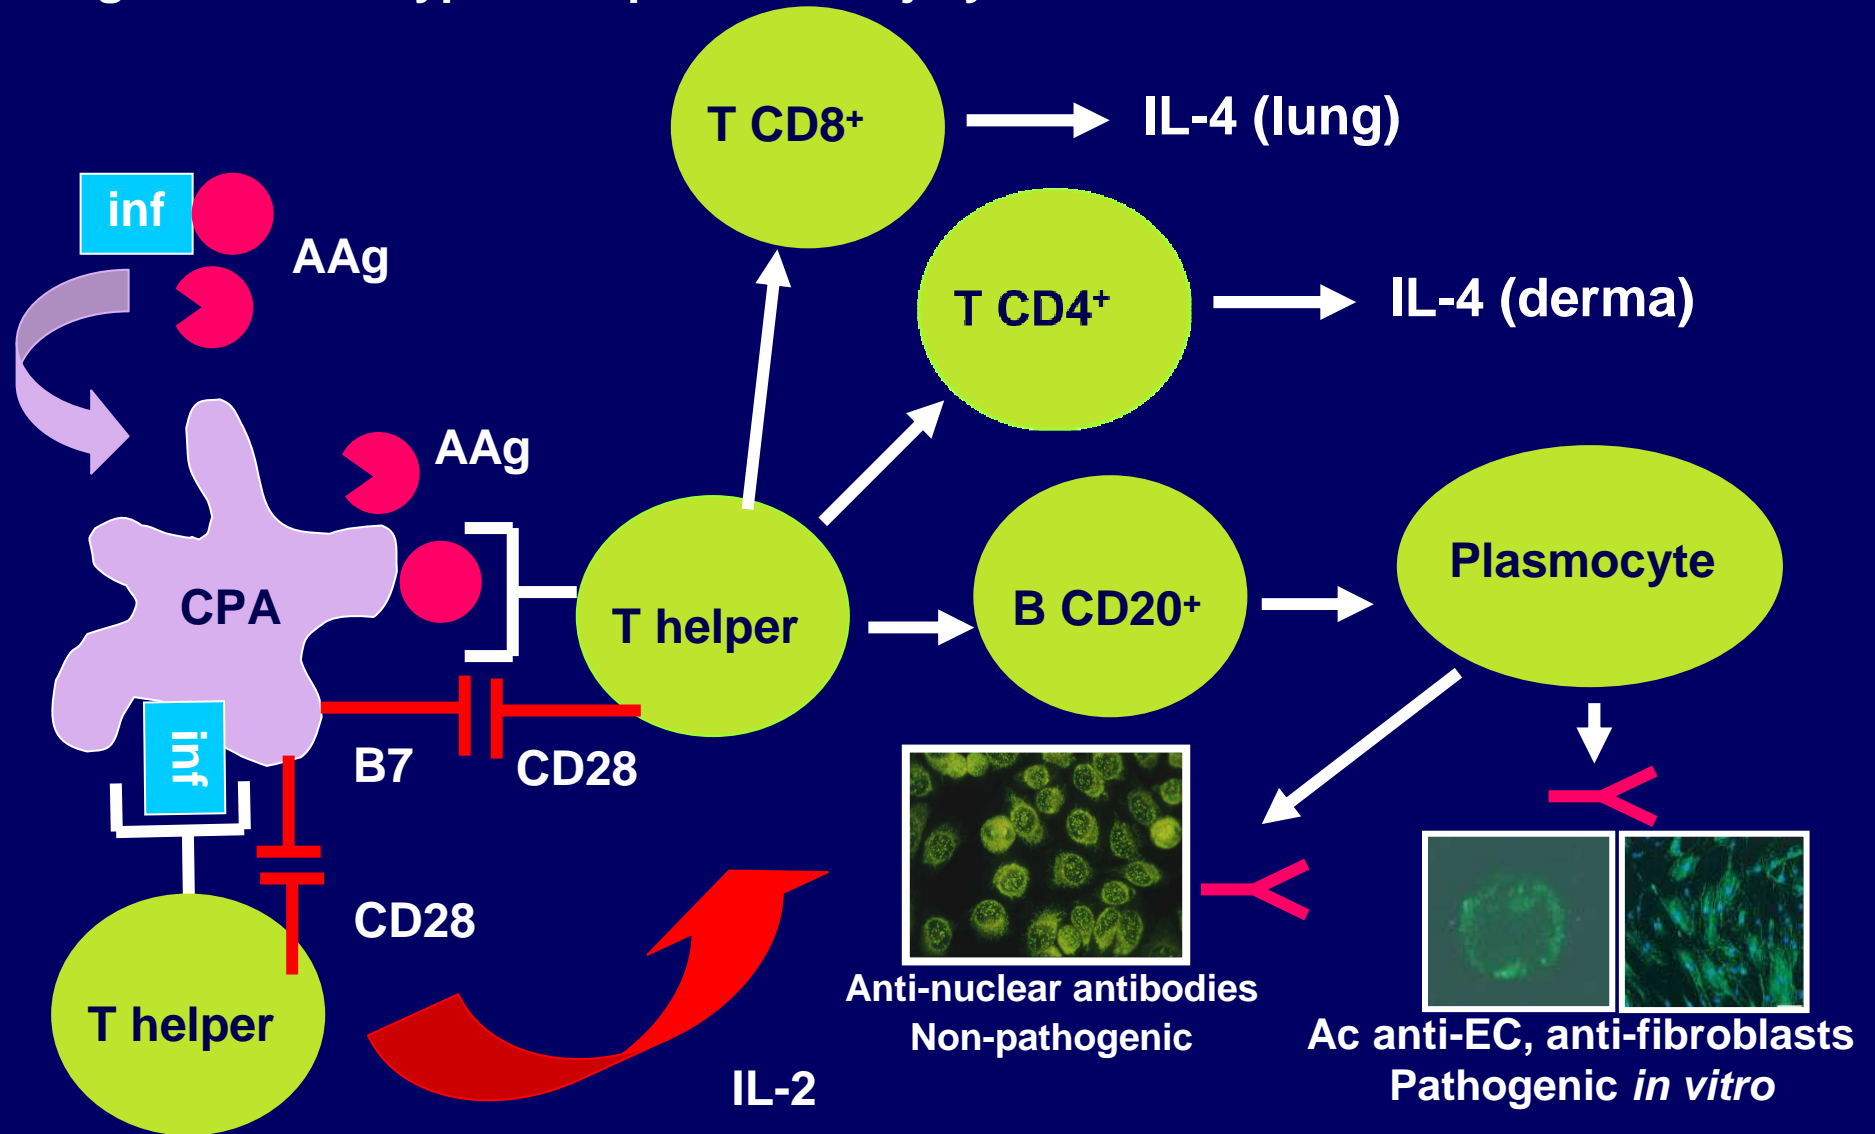 T CD8+
IL-4 (lung)
inf
AAg
T CD4+
IL-4 (derma)
AAg
CPA
T helper
B CD20+
Plasmocyte
inf
B7
CD28
CD28
T helper
IL-2
Anti-nuclear antibodies
Non-pathogenic
Ac anti-EC, anti-fibroblasts
Pathogenic in vitro